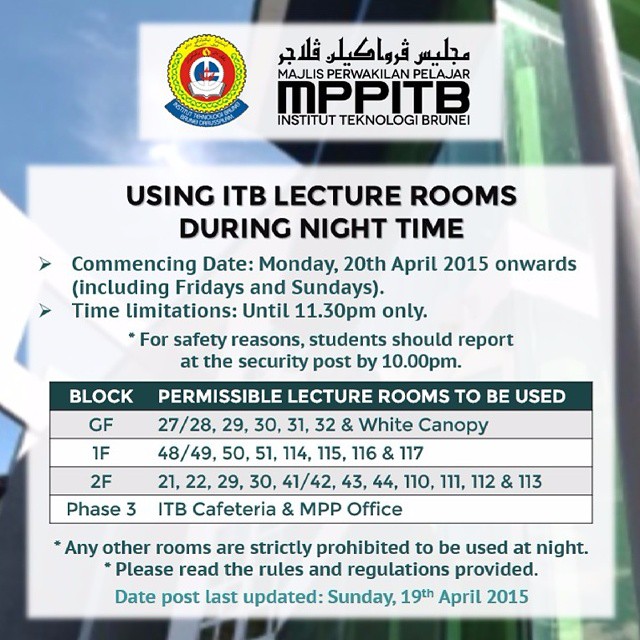 مجليس ڤرواكيلن ڤلاجر
MAJLIS PERWAKILAN PELAJAR
MPPITB
INSTITUT TEKNOLOGI BRUNEI
INSTITUT TEKNOLOGI BRUNEI
BRUNEI DARUSSALAM
USING ITB LECTURE ROOMS
DURING NIGHT TIME
➤ Commencing Date: Monday, 20th April 2015 onwards
(including Fridays and Sundays).
➤ Time limitations: Until 11.30pm only.
* For safety reasons, students should report
at the security post by 10.00pm.
BLOCK PERMISSIBLE LECTURE ROOMS TO BE USED
GF 27/28, 29, 30, 31, 32 & White Canopy
1F 48/49, 50, 51, 114, 115, 116 & 117
2F 21, 22, 29, 30, 41/42, 43, 44, 110, 111, 112 & 113
Phase 3 ITB Cafeteria & MPP Office
* Any other rooms are strictly prohibited to be used at night.
* Please read the rules and regulations provided.
Date post last updated: Sunday, 19th April 2015